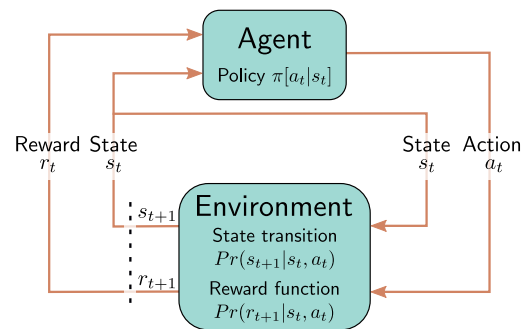 Agent
Policy π[a_t|s_t]
Reward
r_t
State
s_t
State
s_t
Action
a_t
s_{t+1}
r_{t+1}
Environment
State transition
Pr(s_{t+1}|s_t, a_t)
Reward function
Pr(r_{t+1}|s_t, a_t)